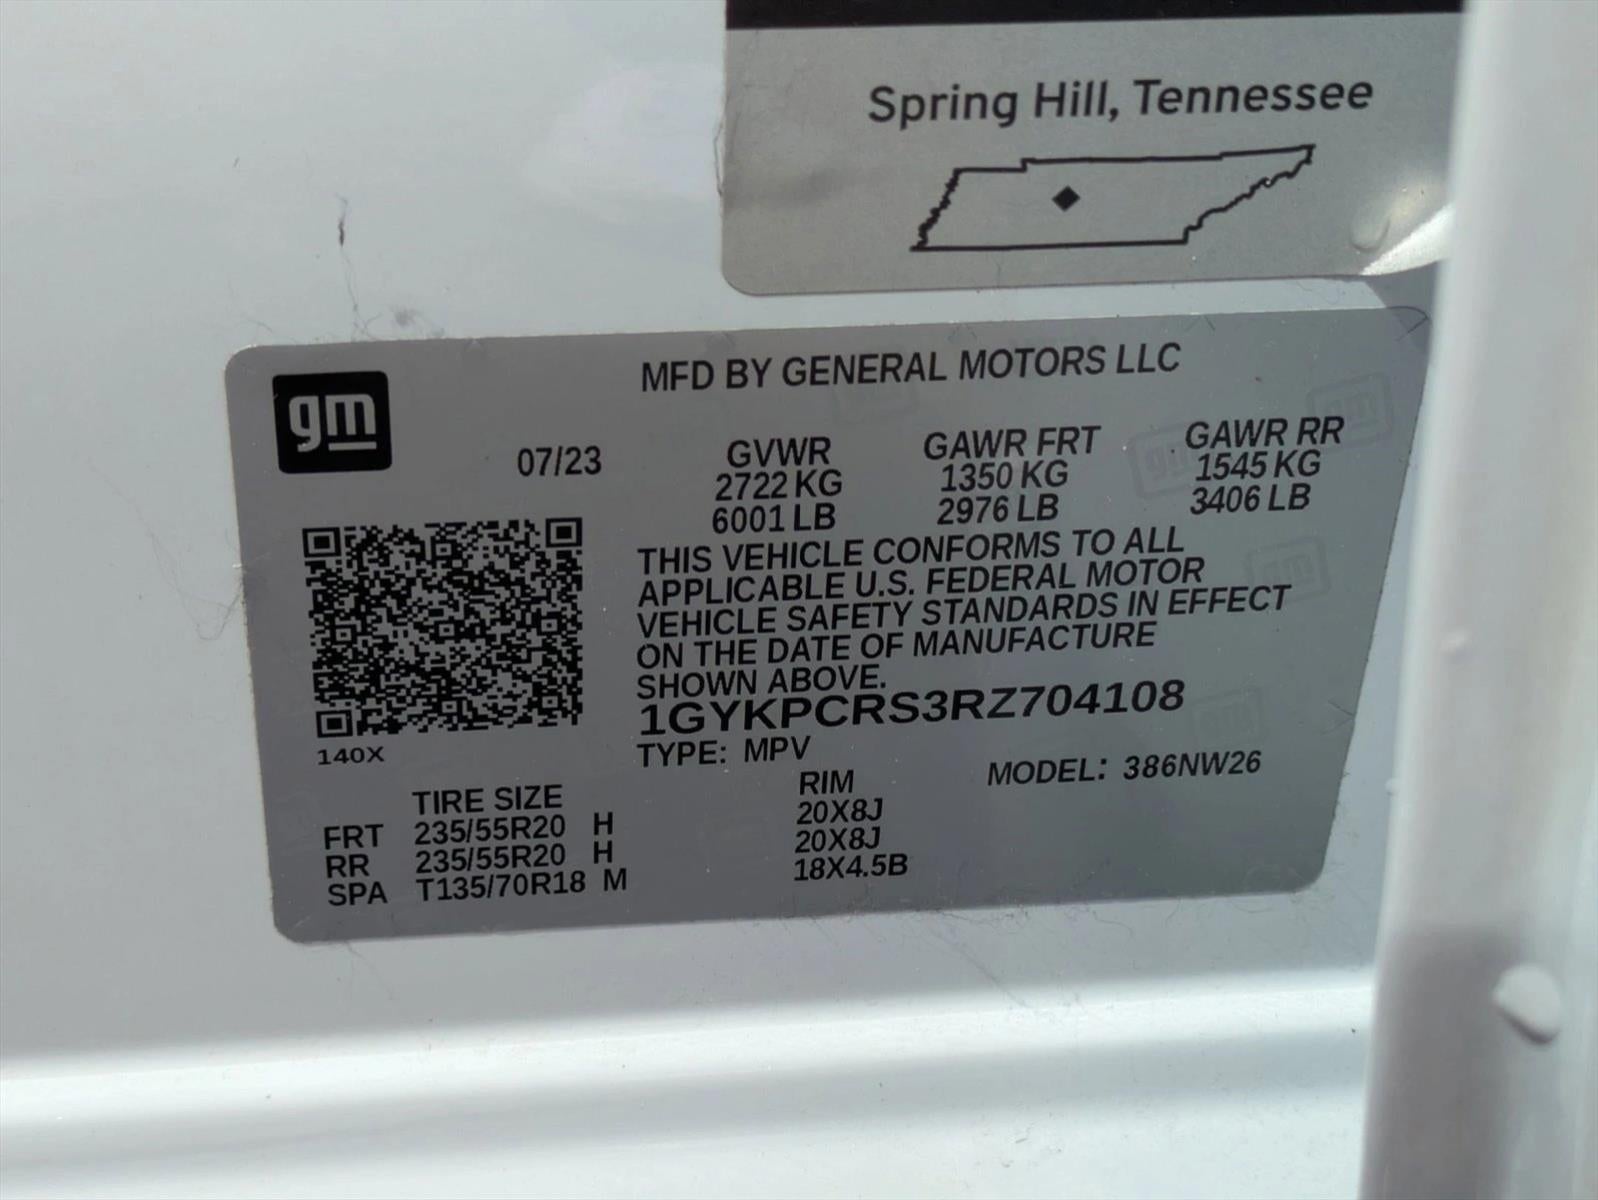 Spring Hill, Tennessee
gm
MFD BY GENERAL MOTORS LLC
07/23
GVWR GAWR FRT GAWR RR
2722 KG 1350 KG 1545 KG
6001 LB 2976 LB 3406 LB
THIS VEHICLE CONFORMS TO ALL
APPLICABLE U.S. FEDERAL MOTOR
VEHICLE SAFETY STANDARDS IN EFFECT
ON THE DATE OF MANUFACTURE
SHOWN ABOVE.
1GYKPCRS3RZ704108
140X
TYPE: MPV
MODEL: 386NW26
TIRE SIZE RIM
FRT 235/55R20 H 20X8J
RR 235/55R20 H 20X8J
SPA T135/70R18 M 18X4.5B